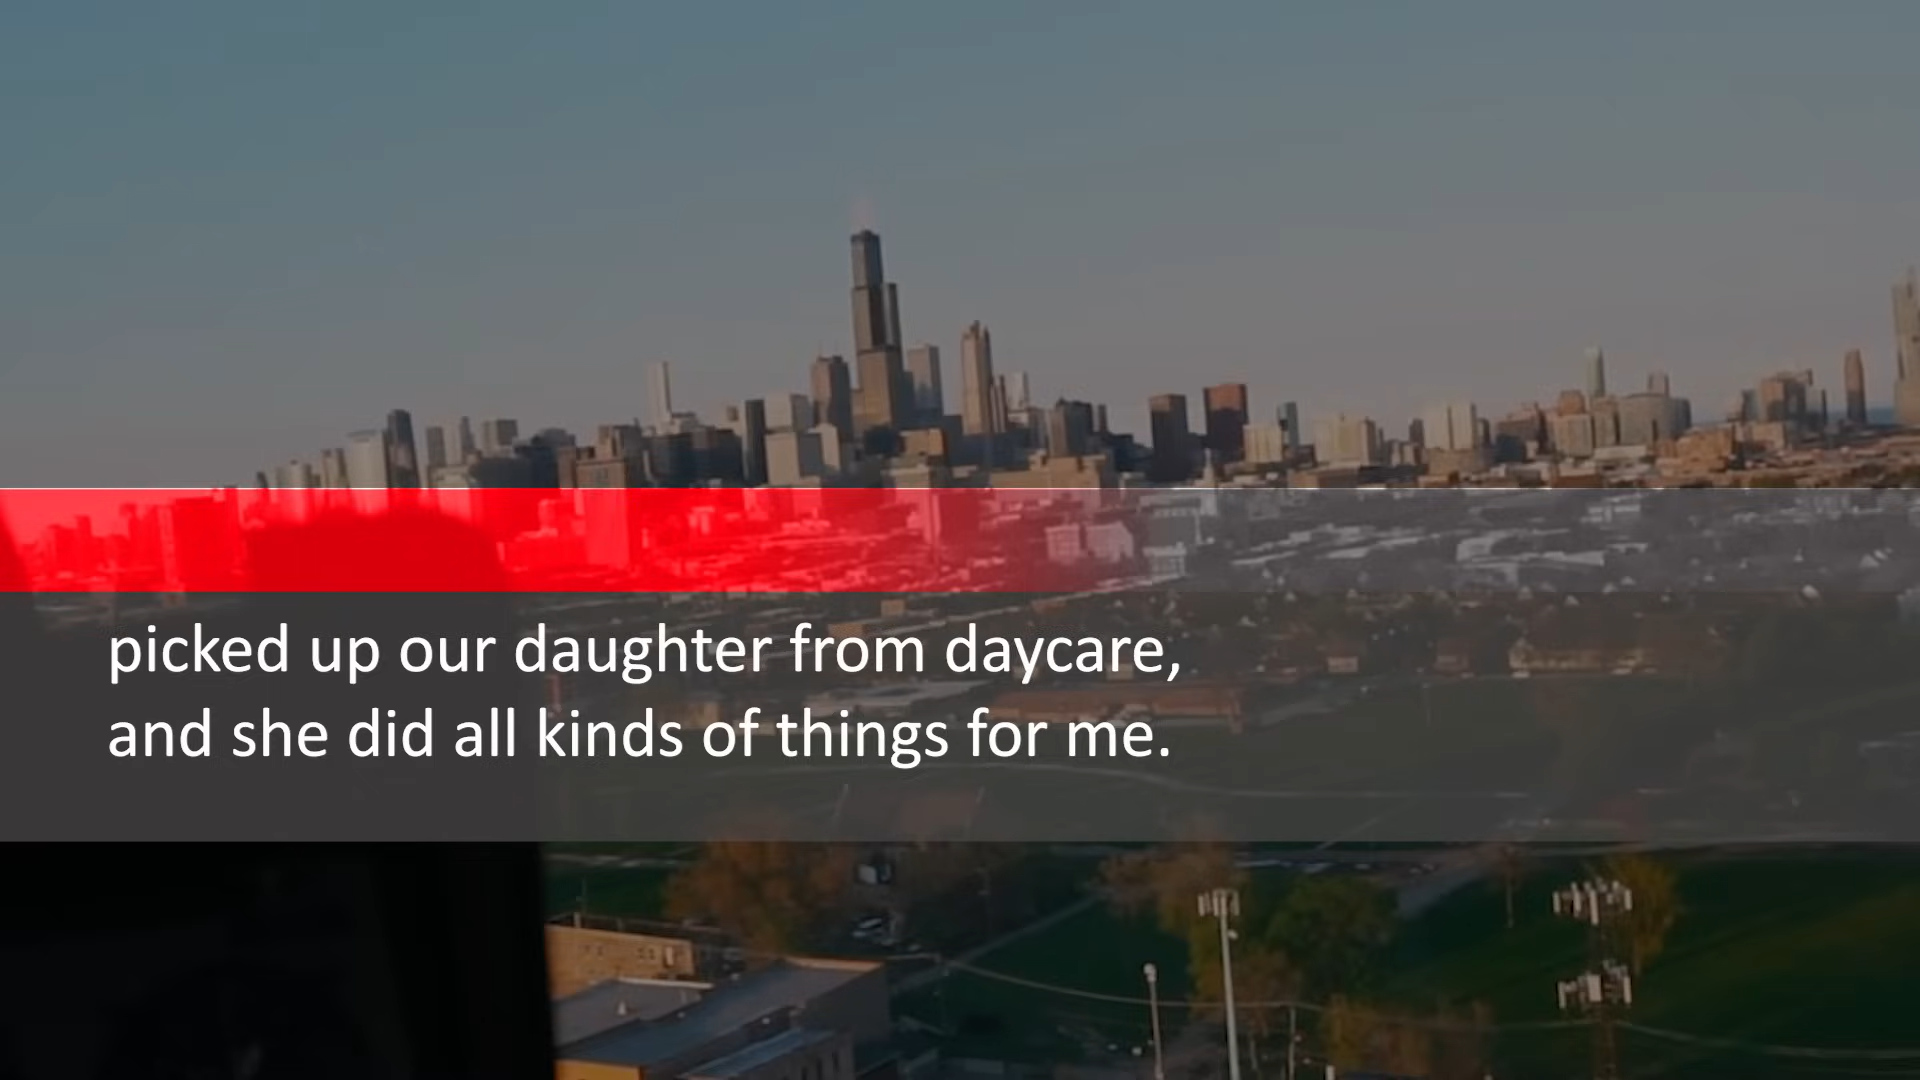 picked up our daughter from daycare,
and she did all kinds of things for me.